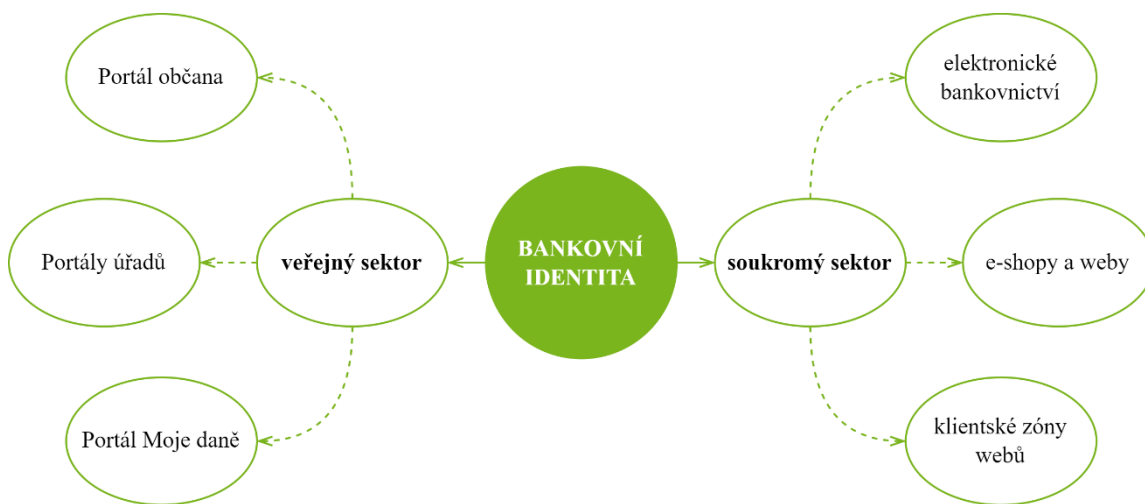 Portál občana
elektronické
bankovnictví
Portály úřadů
veřejný sektor
BANKOVNÍ
IDENTITA
soukromý sektor
e-shopy a weby
Portál Moje daně
klientské zóny
webů